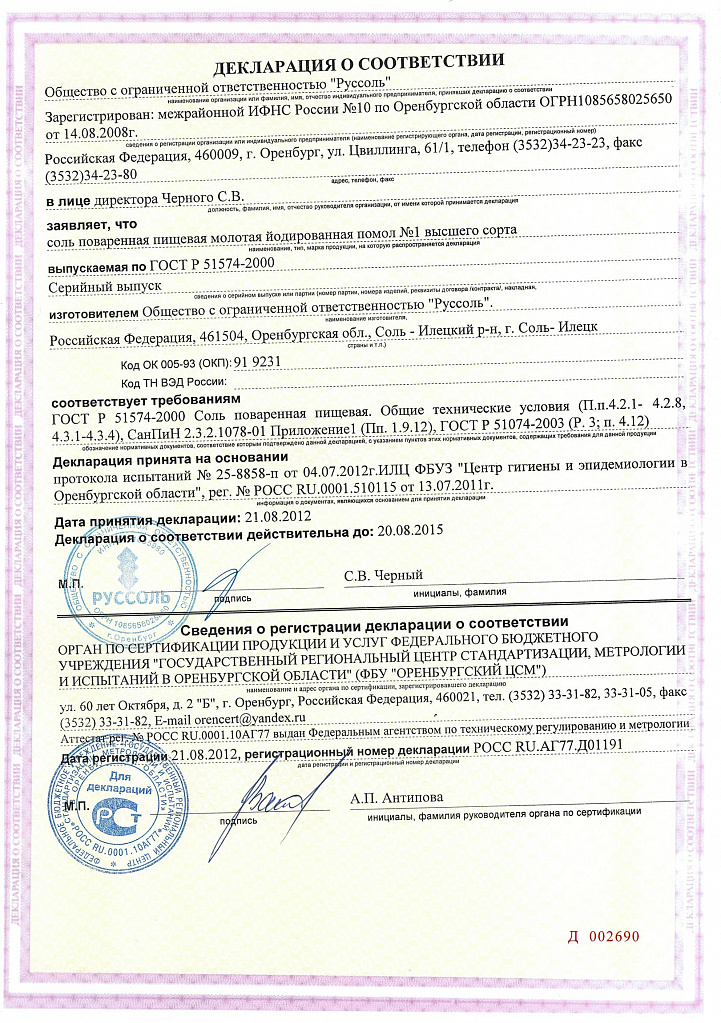 ДЕКЛАРАЦИЯ О СООТВЕТСТВИИ
Общество с ограниченной ответственностью "Руссоль"
наименование организации или фамилия, имя, отчество индивидуального предпринимателя, принявших декларацию о соответствии
Зарегистрирован: межрайонной ИФНС России №10 по Оренбургской области ОГРН1085658025650
от 14.08.2008г.
сведения о регистрации организации или индивидуального предпринимателя (наименование регистрирующего органа, дата регистрации, регистрационный номер)
Российская Федерация, 460009, г. Оренбург, ул. Цвиллинга, 61/1, телефон (3532)34-23-23, факс
(3532)34-23-80
адрес, телефон, факс
в лице директора Черного С.В.
должность, фамилия, имя, отчество руководителя организации, от имени которой принимается декларация
заявляет, что
соль поваренная пищевая молотая йодированная помол №1 высшего сорта
наименование, тип, марка продукции, на которую распространяется декларация
выпускаемая по ГОСТ Р 51574-2000
Серийный выпуск
сведения о серийном выпуске или партии (номер партии, номера изделий, реквизиты договора /контракта/, накладная,
изготовителем Общество с ограниченной ответственностью "Руссоль".
наименование изготовителя,
Российская Федерация, 461504, Оренбургская обл., Соль - Илецкий р-н, г. Соль- Илецк
страны и т.п.)
Код ОК 005-93 (ОКП): 91 9231
Код ТН ВЭД России:
соответствует требованиям
ГОСТ Р 51574-2000 Соль поваренная пищевая. Общие технические условия (П.п.4.2.1- 4.2.8,
4.3.1-4.3.4), СанПиН 2.3.2.1078-01 Приложение1 (Пп. 1.9.12), ГОСТ Р 51074-2003 (Р. 3; п. 4.12)
обозначение нормативных документов, соответствие которым подтверждено данной декларацией, с указанием пунктов этих нормативных документов, содержащих требования для данной продукции
Декларация принята на основании
протокола испытаний № 25-8858-п от 04.07.2012г.ИЛЦ ФБУЗ "Центр гигиены и эпидемиологии в
Оренбургской области", рег. № РОСС RU.0001.510115 от 13.07.2011г.
информация о документах, являющихся основанием для принятия декларации
Дата принятия декларации: 21.08.2012
Декларация о соответствии действительна до: 20.08.2015
М.П.
С.В. Черный
подпись
инициалы, фамилия
ОБЩЕСТВО С ОГРАНИЧЕННОЙ ОТВЕТСТВЕННОСТЬЮ
РУССОЛЬ
ОГРН 1085658025650
г.Оренбург
Сведения о регистрации декларации о соответствии
ОРГАН ПО СЕРТИФИКАЦИИ ПРОДУКЦИИ И УСЛУГ ФЕДЕРАЛЬНОГО БЮДЖЕТНОГО
УЧРЕЖДЕНИЯ "ГОСУДАРСТВЕННЫЙ РЕГИОНАЛЬНЫЙ ЦЕНТР СТАНДАРТИЗАЦИИ, МЕТРОЛОГИИ
И ИСПЫТАНИЙ В ОРЕНБУРГСКОЙ ОБЛАСТИ" (ФБУ "ОРЕНБУРГСКИЙ ЦСМ")
наименование и адрес органа по сертификации, зарегистрировавшего декларацию
ул. 60 лет Октября, д. 2 "Б", г. Оренбург, Российская Федерация, 460021, тел. (3532) 33-31-82, 33-31-05, факс
(3532) 33-31-82, E-mail orencert@yandex.ru
Аттестат рег. № РОСС RU.0001.10АГ77 выдан Федеральным агентством по техническому регулированию и метрологии
Дата регистрации 21.08.2012, регистрационный номер декларации РОСС RU.АГ77.Д01191
дата регистрации и регистрационный номер декларации
Для
деклараций
РСТ
РОСС RU.0001.10АГ77
М.П.
А.П. Антипова
подпись
инициалы, фамилия руководителя органа по сертификации
Д 002690